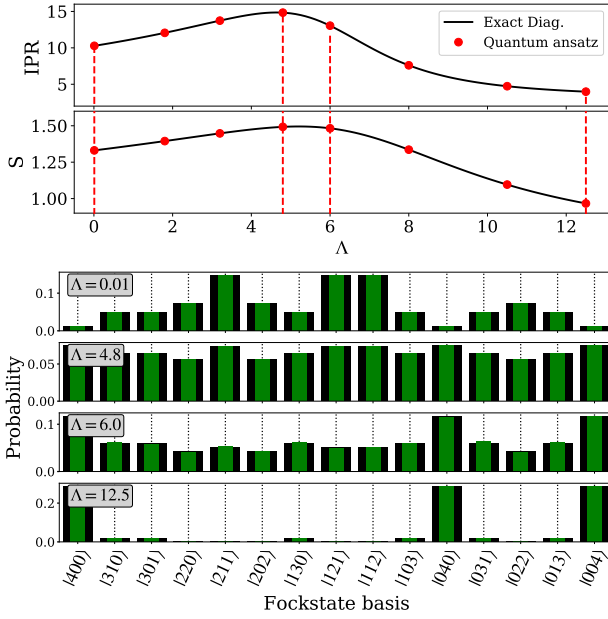 15
10
5
IPR
Exact Diag.
Quantum ansatz
1.50
1.25
1.00
S
0 2 4 6 8 10 12
Λ
0.1
0.0
Λ = 0.01
0.05
0.00
Λ = 4.8
0.1
0.0
Λ = 6.0
0.2
0.0
Λ = 12.5
Probability
|400⟩ |310⟩ |301⟩ |220⟩ |211⟩ |202⟩ |130⟩ |121⟩ |112⟩ |103⟩ |040⟩ |031⟩ |022⟩ |013⟩ |004⟩
Fockstate basis